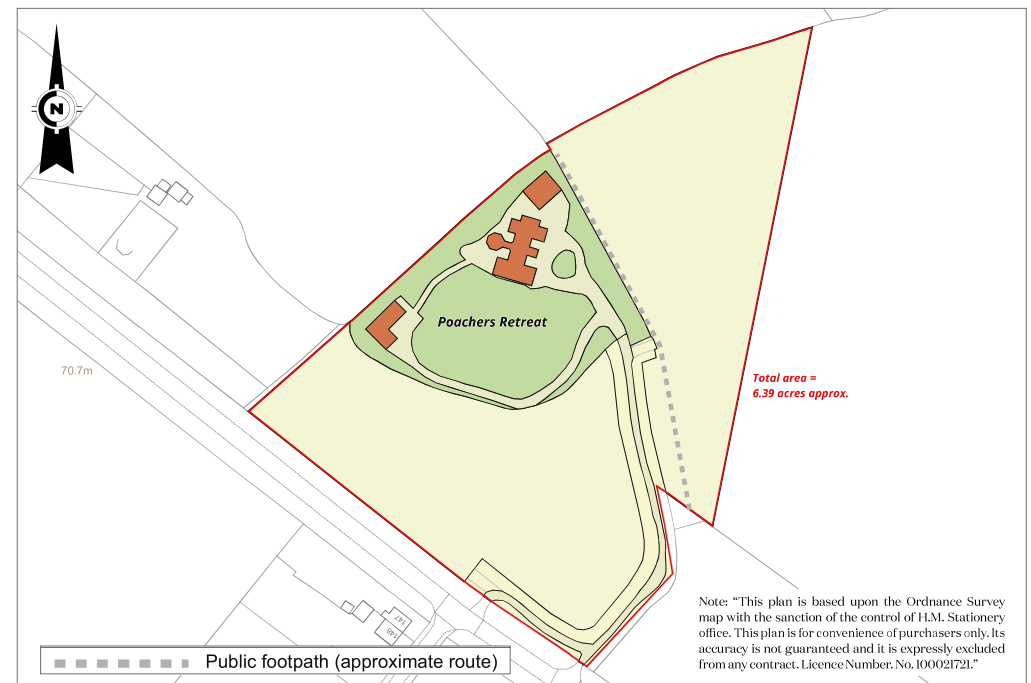 N
Poachers Retreat
70.7m
Total area =
6.39 acres approx.
147
148
Note: “This plan is based upon the Ordnance Survey
map with the sanction of the control of H.M. Stationery
office. This plan is for convenience of purchasers only. Its
accuracy is not guaranteed and it is expressly excluded
from any contract. Licence Number. No. 100021721.”
Public footpath (approximate route)